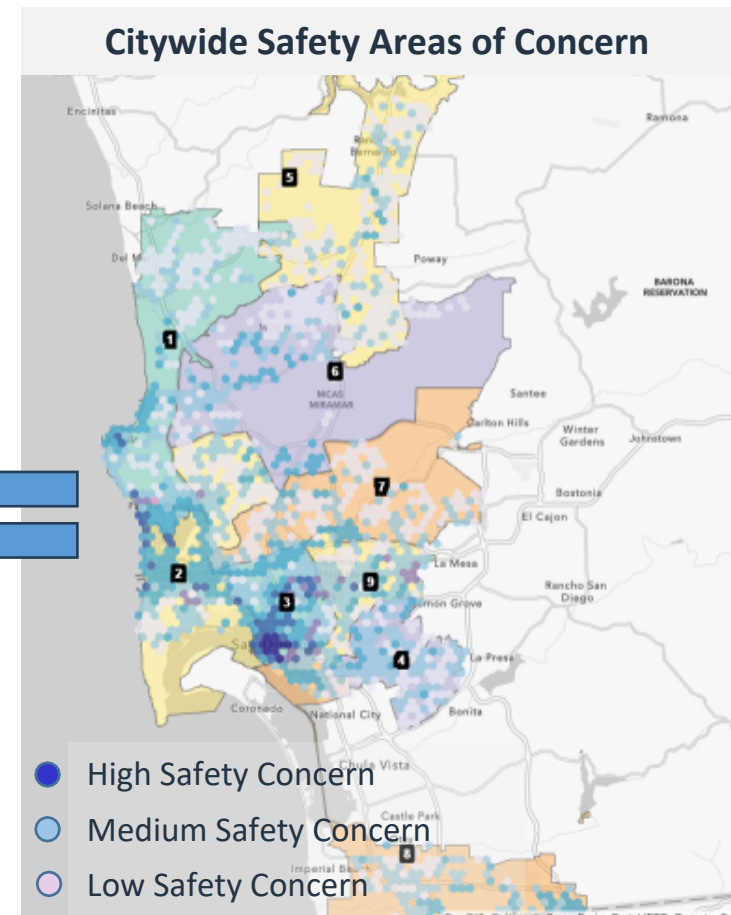 Citywide Safety Areas of Concern
Encinitas
Ramona
5
Solana Beach
Del M
Poway
BARONA
RESERVATION
1
6
MCAS
MIRAMAR
Santee
Carlton Hills
Winter
Gardens
Johnstown
7
Bostonia
El Cajon
2
La Mesa
9
Rancho San
Diego
3
4
La Presa
Coronado
National City
Bonita
High Safety Concern
Chula Vista
Medium Safety Concern
Castle Park
8
Imperial Beach
Low Safety Concern